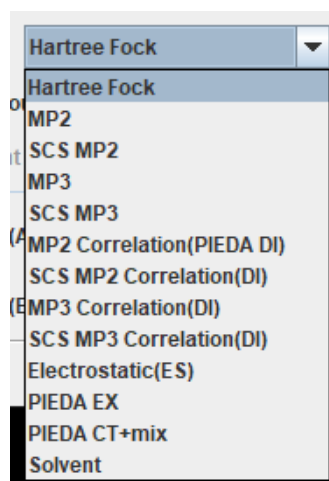 Hartree Fock
Hartree Fock
MP2
SCS MP2
MP3
SCS MP3
MP2 Correlation(PIEDA DI)
SCS MP2 Correlation(DI)
MP3 Correlation(DI)
SCS MP3 Correlation(DI)
Electrostatic(ES)
PIEDA EX
PIEDA CT+mix
Solvent